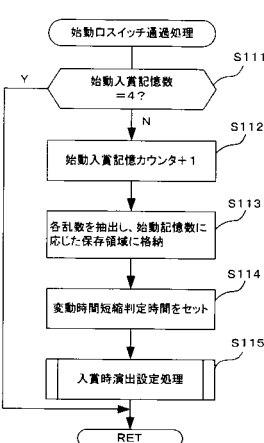 始動口スイッチ通過処理
S111
Y
始動入賞記憶数
=4?
N
S112
始動入賞記憶カウンタ+1
S113
各乱数を抽出し、始動記憶数に
応じた保存領域に格納
S114
変動時間短縮判定時間をセット
S115
入賞時演出設定処理
RET